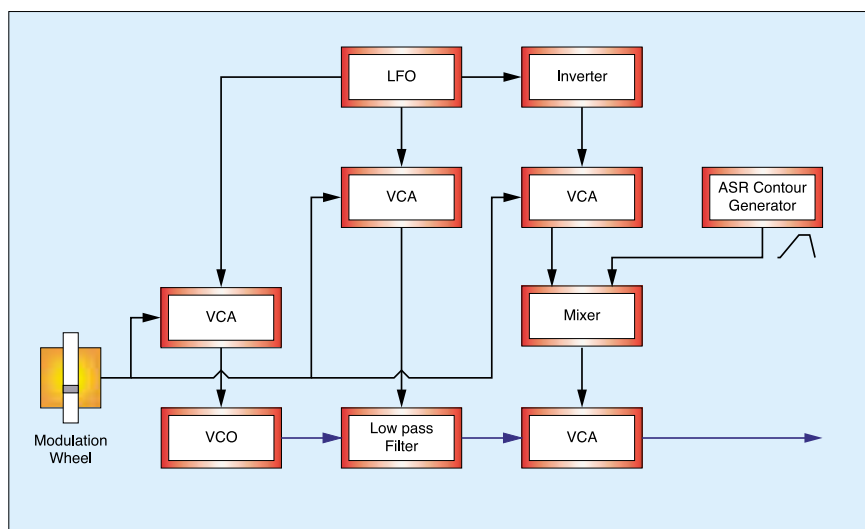 LFO
Inverter
VCA
VCA
ASR Contour
Generator
VCA
Mixer
Modulation
Wheel
VCO
Low pass
Filter
VCA